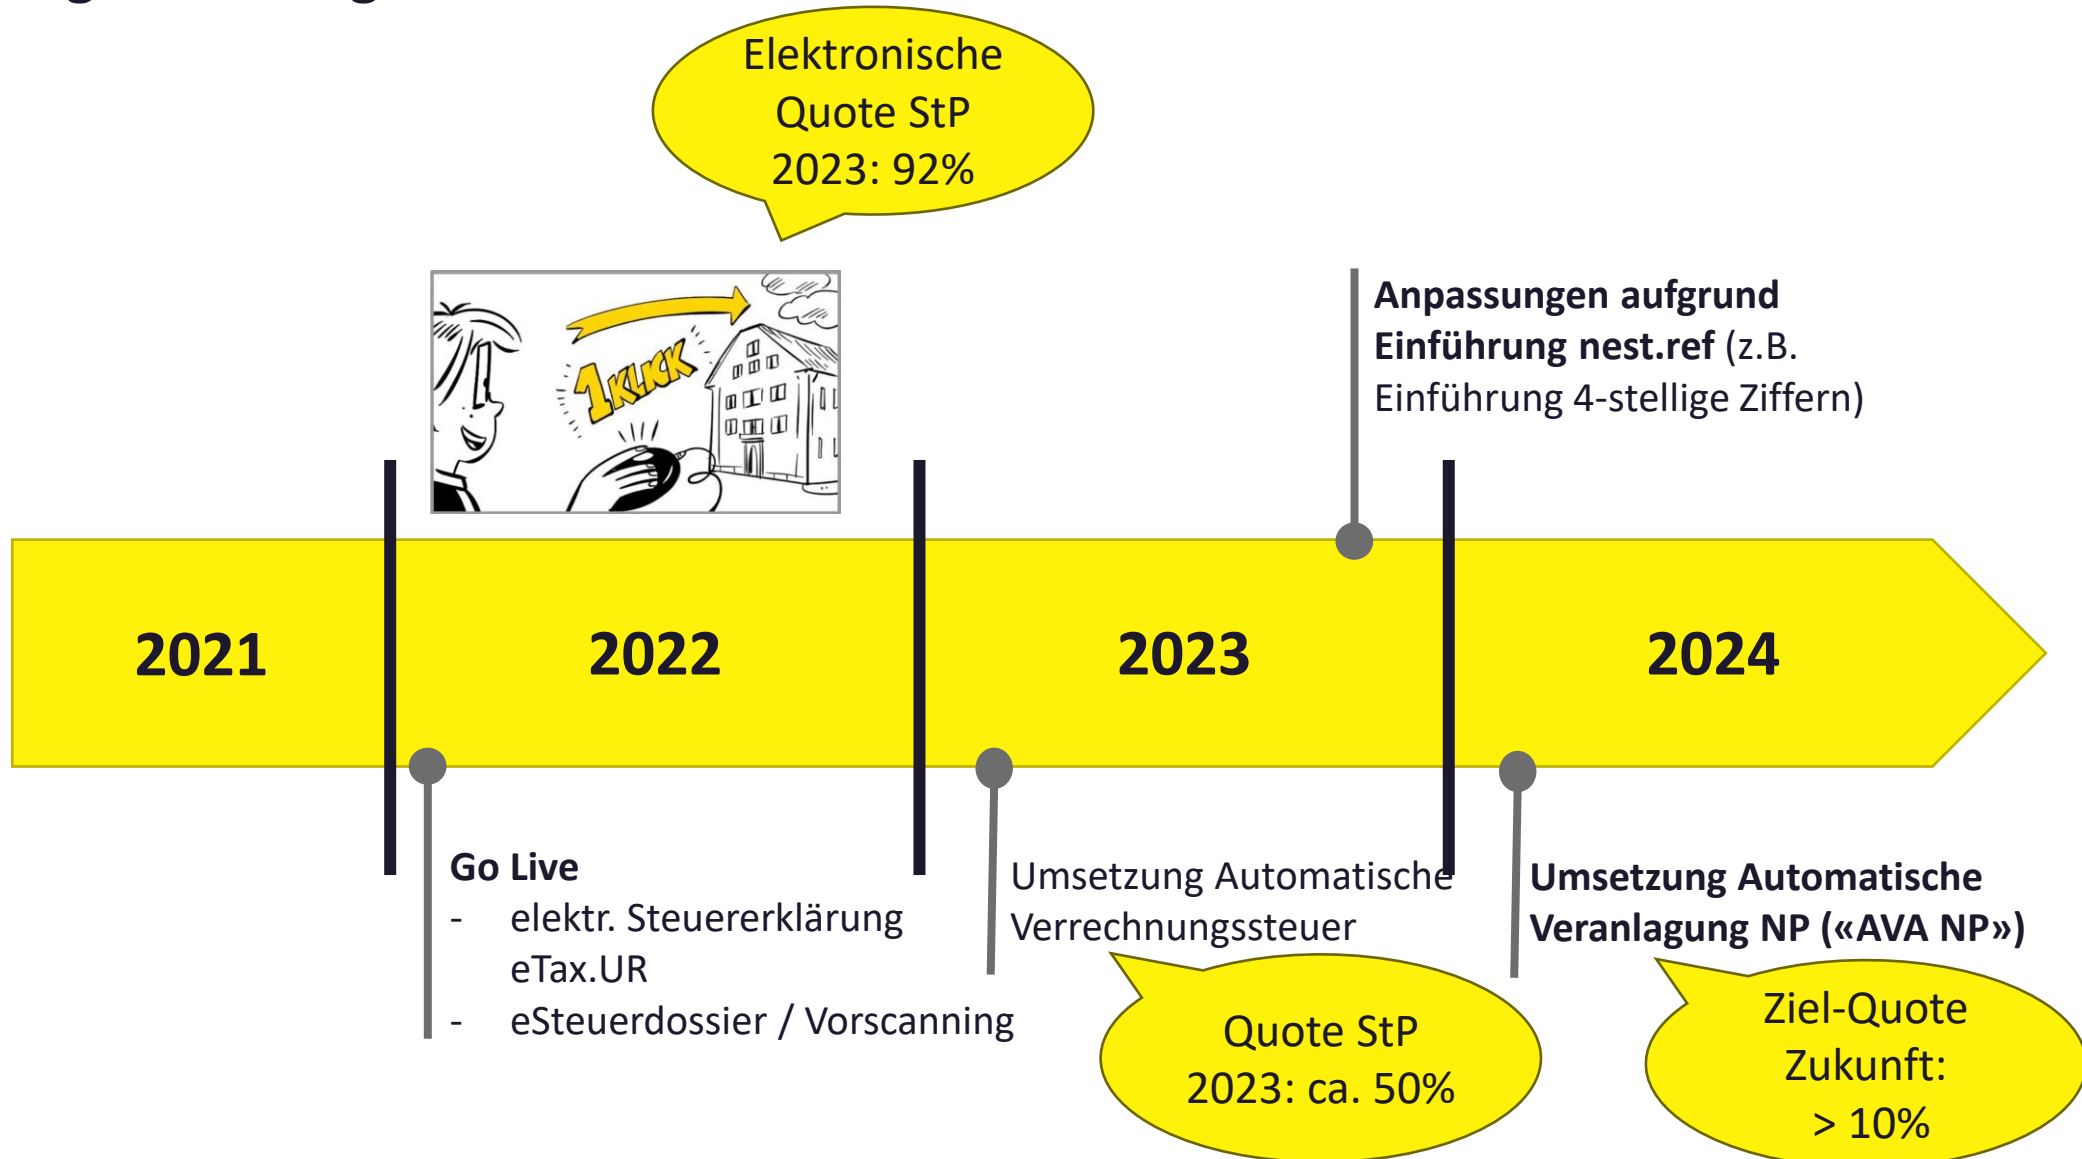 Elektronische
Quote StP
2023: 92%
1 KLICK
Anpassungen aufgrund
Einführung nest.ref (z.B.
Einführung 4-stellige Ziffern)
2021
2022
2023
2024
Go Live
- elektr. Steuererklärung
eTax.UR
- eSteuerdossier / Vorscanning
Umsetzung Automatische
Verrechnungssteuer
Quote StP
2023: ca. 50%
Umsetzung Automatische
Veranlagung NP («AVA NP»)
Ziel-Quote
Zukunft:
> 10%